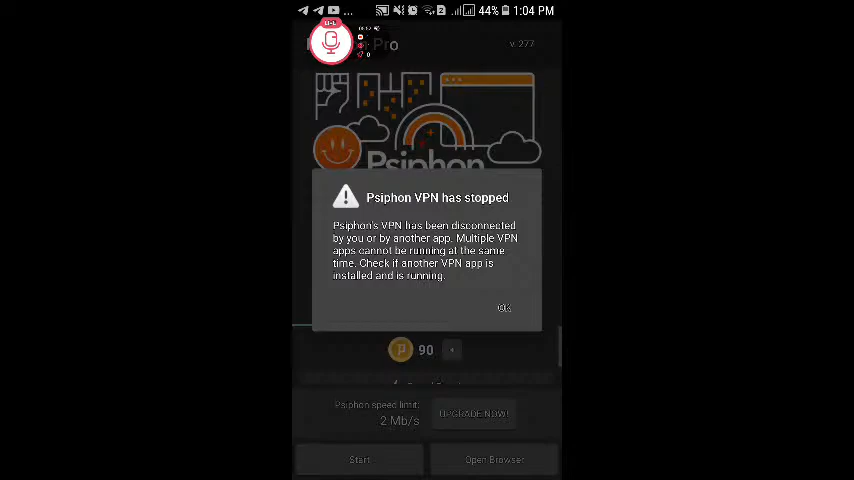 44% 1:04 PM
Pro
v. 277
Psiphon
Psiphon VPN has stopped
Psiphon's VPN has been disconnected
by you or by another app. Multiple VPN
apps cannot be running at the same
time. Check if another VPN app is
installed and is running.
OK
90
Psiphon speed limit:
2 Mb/s
UPGRADE NOW!
Start
Open Browser